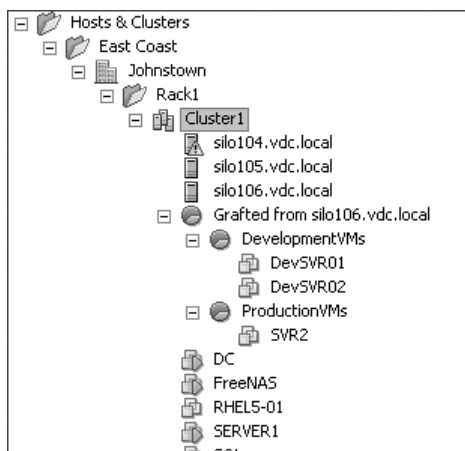 Hosts & Clusters
East Coast
Johnstown
Rack1
Cluster1
silo104.vdc.local
silo105.vdc.local
silo106.vdc.local
Grafted from silo106.vdc.local
DevelopmentVMs
DevSVR01
DevSVR02
ProductionVMs
SVR2
DC
FreeNAS
RHEL5-01
SERVER1